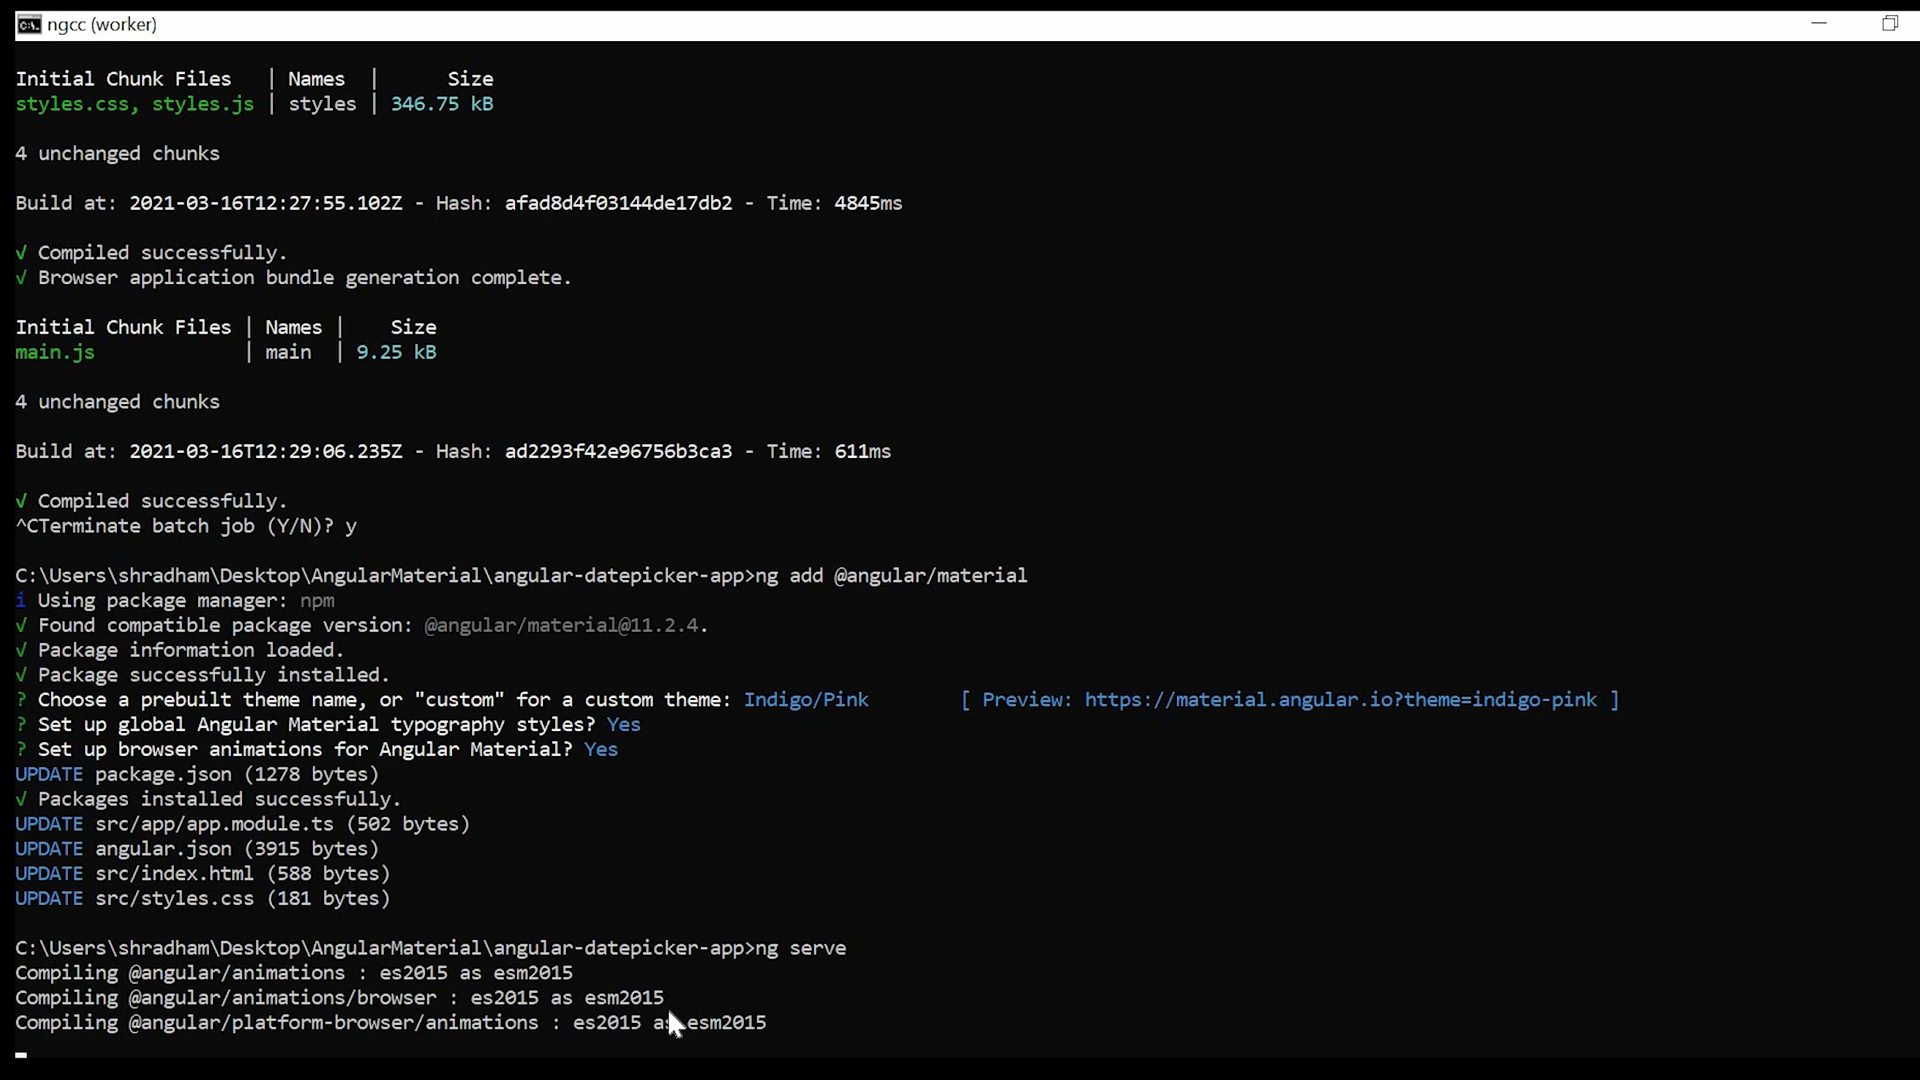 ngcc (worker)
Initial Chunk Files | Names | Size
styles.css, styles.js | styles | 346.75 kB
4 unchanged chunks
Build at: 2021-03-16T12:27:55.102Z - Hash: afad8d4f03144de17db2 - Time: 4845ms
√ Compiled successfully.
√ Browser application bundle generation complete.
Initial Chunk Files | Names | Size
main.js | main | 9.25 kB
4 unchanged chunks
Build at: 2021-03-16T12:29:06.235Z - Hash: ad2293f42e96756b3ca3 - Time: 611ms
√ Compiled successfully.
^CTerminate batch job (Y/N)? y
C:\Users\shradham\Desktop\AngularMaterial\angular-datepicker-app>ng add @angular/material
i Using package manager: npm
√ Found compatible package version: @angular/material@11.2.4.
√ Package information loaded.
√ Package successfully installed.
? Choose a prebuilt theme name, or "custom" for a custom theme: Indigo/Pink [ Preview: https://material.angular.io?theme=indigo-pink ]
? Set up global Angular Material typography styles? Yes
? Set up browser animations for Angular Material? Yes
UPDATE package.json (1278 bytes)
√ Packages installed successfully.
UPDATE src/app/app.module.ts (502 bytes)
UPDATE angular.json (3915 bytes)
UPDATE src/index.html (588 bytes)
UPDATE src/styles.css (181 bytes)
C:\Users\shradham\Desktop\AngularMaterial\angular-datepicker-app>ng serve
Compiling @angular/animations : es2015 as esm2015
Compiling @angular/animations/browser : es2015 as esm2015
Compiling @angular/platform-browser/animations : es2015 as esm2015